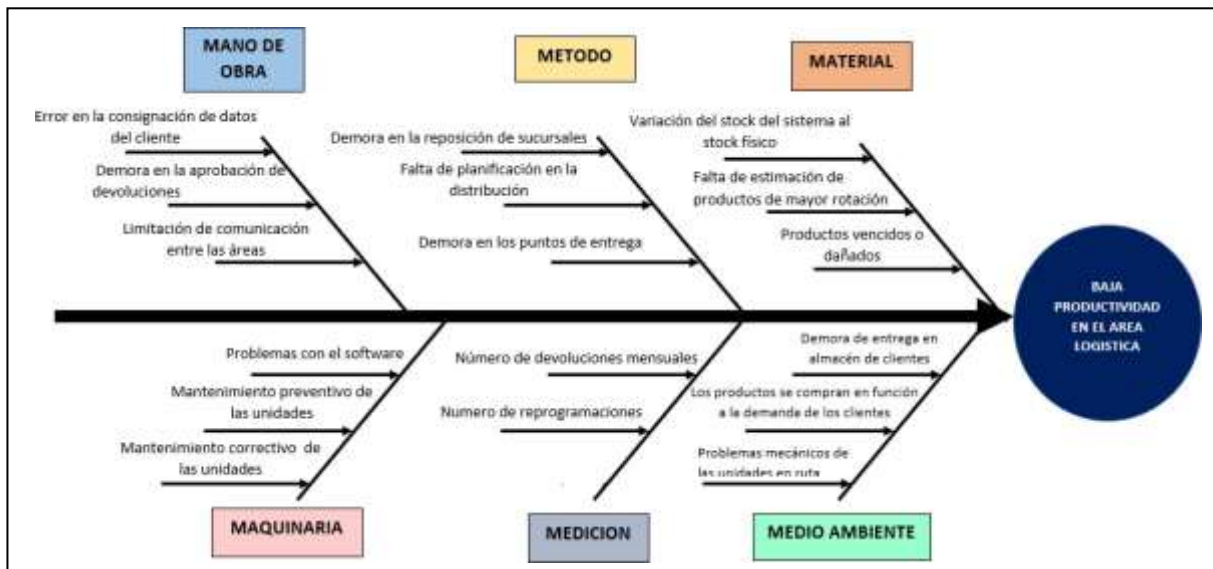 MANO DE
OBRA
METODO
MATERIAL
Error en la consignación de datos
del cliente
Demora en la aprobación de
devoluciones
Limitación de comunicación
entre las áreas
Demora en la reposición de sucursales
Falta de planificación en la
distribución
Demora en los puntos de entrega
Variación del stock del sistema al
stock físico
Falta de estimación de
productos de mayor rotación
Productos vencidos o
dañados
BAJA
PRODUCTIVIDAD
EN EL AREA
LOGISTICA
Problemas con el software
Mantenimiento preventivo de
las unidades
Mantenimiento correctivo de
las unidades
Número de devoluciones mensuales
Numero de reprogramaciones
Demora de entrega en
almacén de clientes
Los productos se compran en función
a la demanda de los clientes
Problemas mecánicos de
las unidades en ruta
MAQUINARIA
MEDICION
MEDIO AMBIENTE